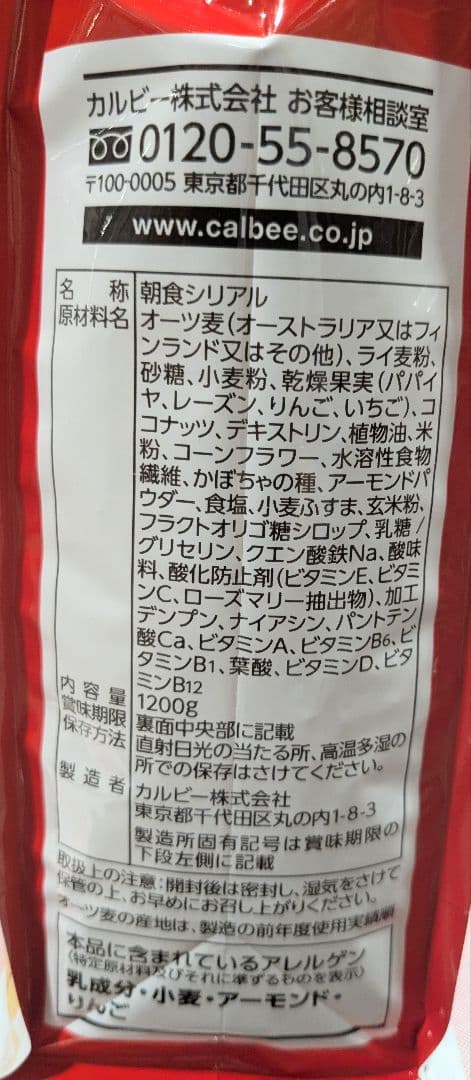 カルビー株式会社 お客様相談室
0120-55-8570
〒100-0005 東京都千代田区丸の内1-8-3
www.calbee.co.jp
名称 朝食シリアル
原材料名 オーツ麦(オーストラリア又はフィ
ンランド又はその他)、ライ麦粉、
砂糖、小麦粉、乾燥果実(パパイ
ヤ、レーズン、りんご、いちご)、コ
コナッツ、デキストリン、植物油、米
粉、コーンフラワー、水溶性食物
繊維、かぼちゃの種、アーモンドパ
ウダー、食塩、小麦ふすま、玄米粉、
フラクトオリゴ糖シロップ、乳糖/
グリセリン、クエン酸鉄Na、酸味
料、酸化防止剤(ビタミンE、ビタミ
ンC、ローズマリー抽出物)、加工
デンプン、ナイアシン、パントテン
酸Ca、ビタミンA、ビタミンB6、ビ
タミンB1、葉酸、ビタミンD、ビタ
ミンB12
内容量 1200g
賞味期限 裏面中央部に記載
保存方法 直射日光の当たる所、高温多湿の
所での保存はさけてください。
製造者 カルビー株式会社
東京都千代田区丸の内1-8-3
製造所固有記号は賞味期限の
下段左側に記載
取扱上の注意:開封後は密封し、湿気をさけて
保管の上、お早めにお召し上がりください。
オーツ麦の産地は、製造の前年度使用実績順
本品に含まれているアレルゲン
(特定原材料及びそれに準ずるものを表示)
乳成分・小麦・アーモンド・
りんご